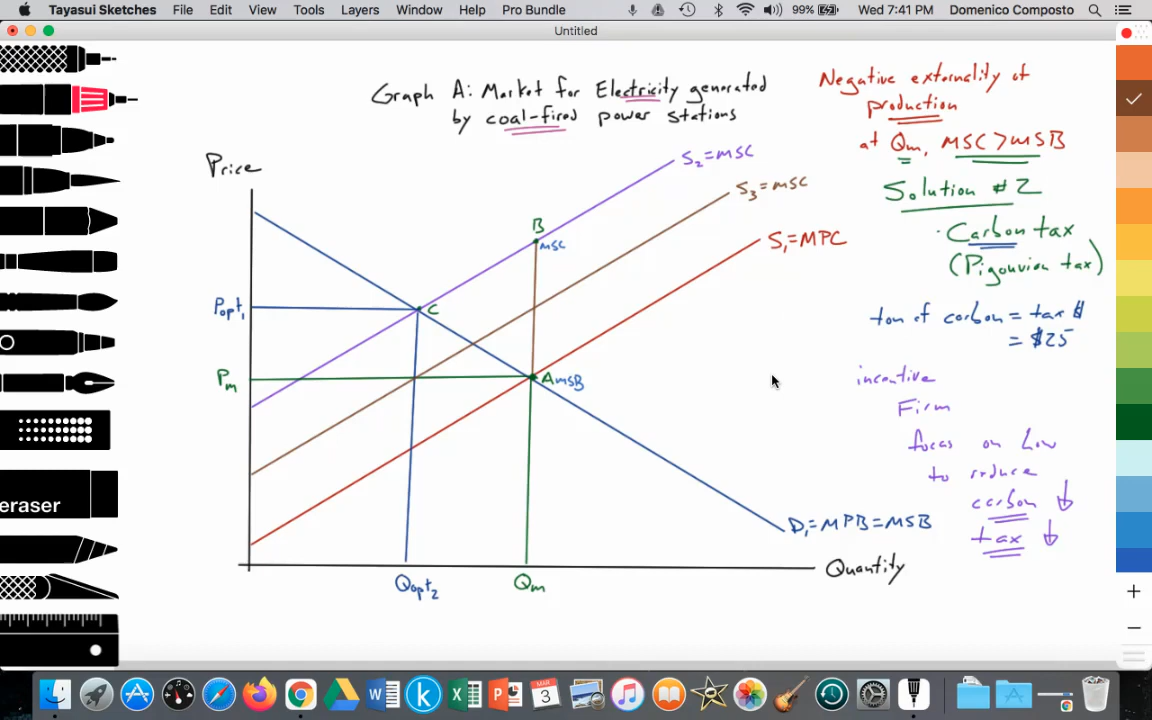 Tayasui Sketches File Edit View Tools Layers Window Help Pro Bundle 99% Wed 7:41 PM Domenico Composto
Untitled
Graph A: Market for Electricity generated
by coal-fired power stations
Negative externality of
production
at Qm, MSC > MSB
Solution #2
· Carbon tax
(Pigouvian tax)
ton of carbon = tax $
= $25
incentive
Firm
focus on how
to reduce
carbon ↓
tax ↓
Price
S2=MSC
S3=MSC
S1=MPC
B
MSC
Popt1
C
Pm
A MSB
D1=MPB=MSB
Quantity
Qopt2
Qm
eraser
MAR
3